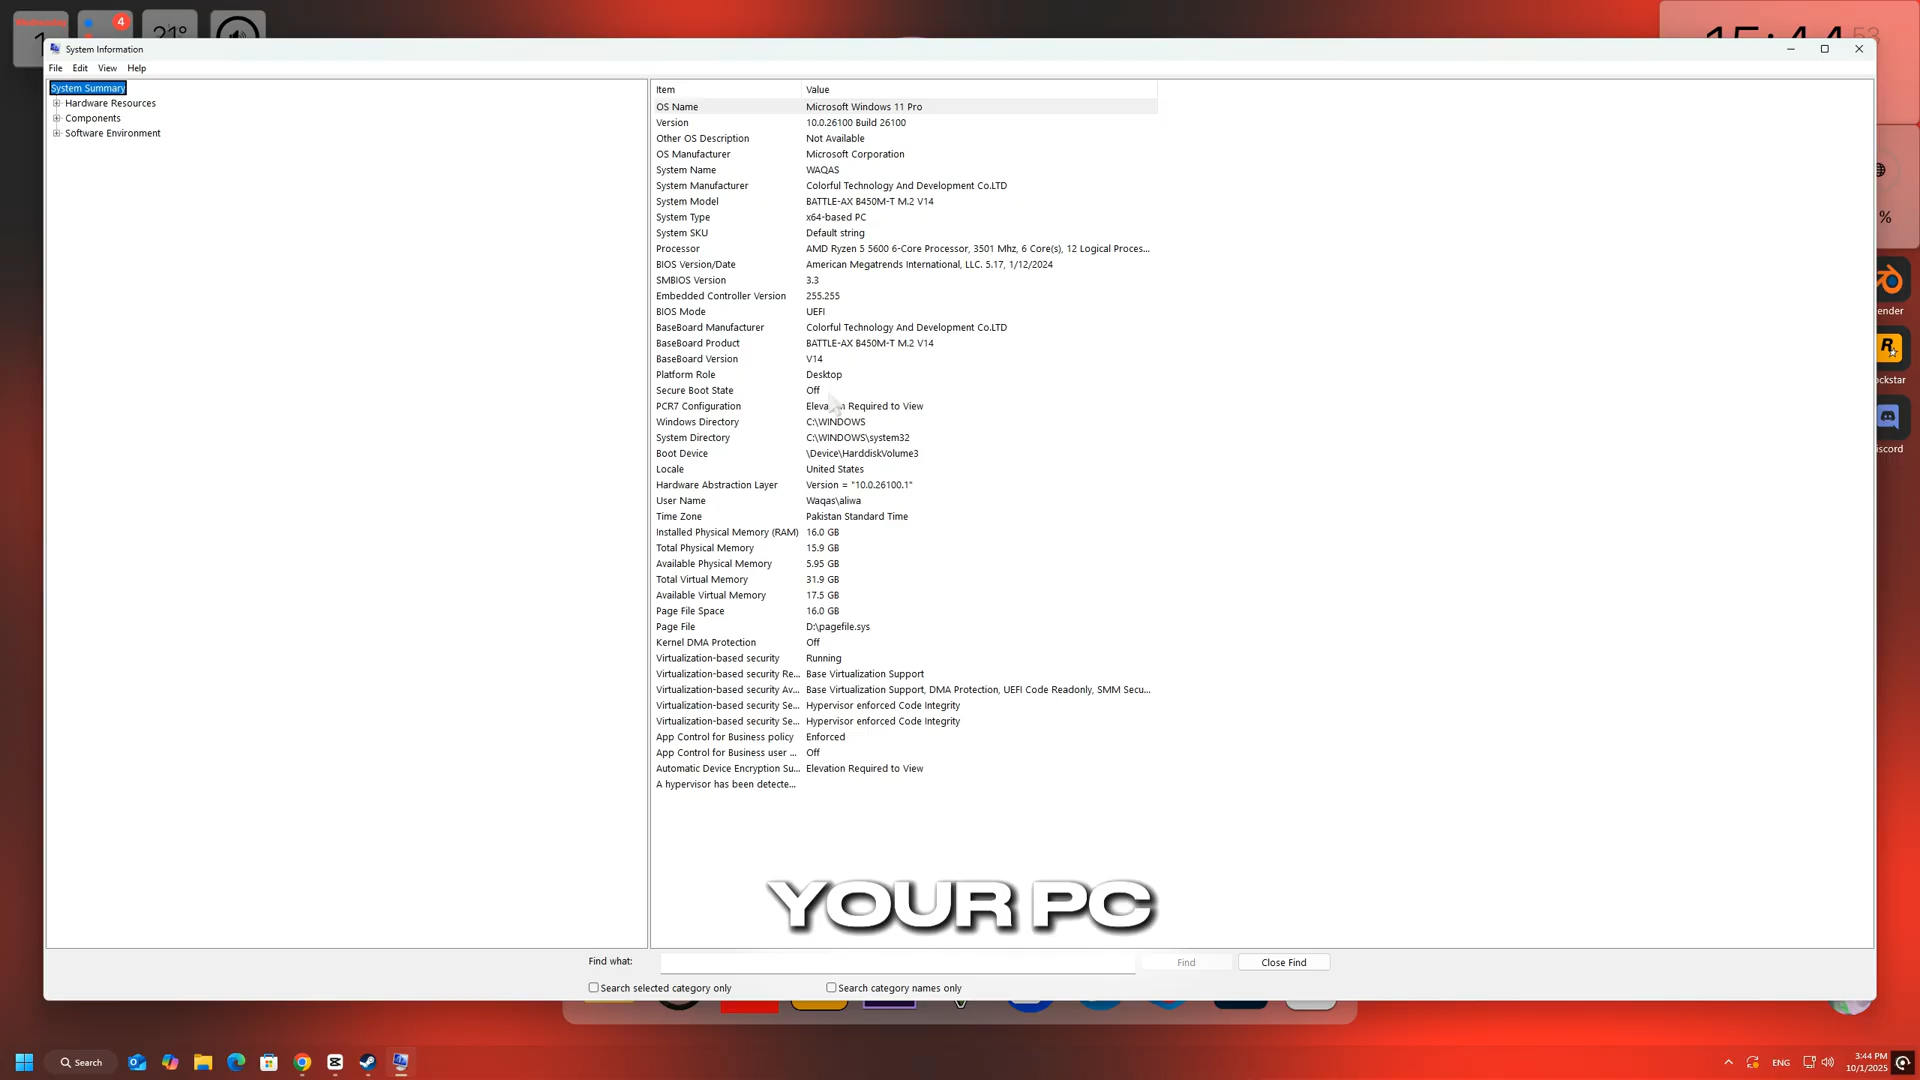 Wednesday
1
4
21°
15:44 53
System Information
File Edit View Help
System Summary
Hardware Resources
Components
Software Environment
Item Value
OS Name Microsoft Windows 11 Pro
Version 10.0.26100 Build 26100
Other OS Description Not Available
OS Manufacturer Microsoft Corporation
System Name WAQAS
System Manufacturer Colorful Technology And Development Co.LTD
System Model BATTLE-AX B450M-T M.2 V14
System Type x64-based PC
System SKU Default string
Processor AMD Ryzen 5 5600 6-Core Processor, 3501 Mhz, 6 Core(s), 12 Logical Proces...
BIOS Version/Date American Megatrends International, LLC. 5.17, 1/12/2024
SMBIOS Version 3.3
Embedded Controller Version 255.255
BIOS Mode UEFI
BaseBoard Manufacturer Colorful Technology And Development Co.LTD
BaseBoard Product BATTLE-AX B450M-T M.2 V14
BaseBoard Version V14
Platform Role Desktop
Secure Boot State Off
PCR7 Configuration Elevation Required to View
Windows Directory C:\WINDOWS
System Directory C:\WINDOWS\system32
Boot Device \Device\HarddiskVolume3
Locale United States
Hardware Abstraction Layer Version = "10.0.26100.1"
User Name Waqas\aliwa
Time Zone Pakistan Standard Time
Installed Physical Memory (RAM) 16.0 GB
Total Physical Memory 15.9 GB
Available Physical Memory 5.95 GB
Total Virtual Memory 31.9 GB
Available Virtual Memory 17.5 GB
Page File Space 16.0 GB
Page File D:\pagefile.sys
Kernel DMA Protection Off
Virtualization-based security Running
Virtualization-based security Re... Base Virtualization Support
Virtualization-based security Av... Base Virtualization Support, DMA Protection, UEFI Code Readonly, SMM Secu...
Virtualization-based security Se... Hypervisor enforced Code Integrity
Virtualization-based security Se... Hypervisor enforced Code Integrity
App Control for Business policy Enforced
App Control for Business user ... Off
Automatic Device Encryption Su... Elevation Required to View
A hypervisor has been detecte...
%
ender
R
ockstar
iscord
YOUR PC
Find what: Find Close Find
Search selected category only Search category names only
Search
ENG
3:44 PM
10/1/2025